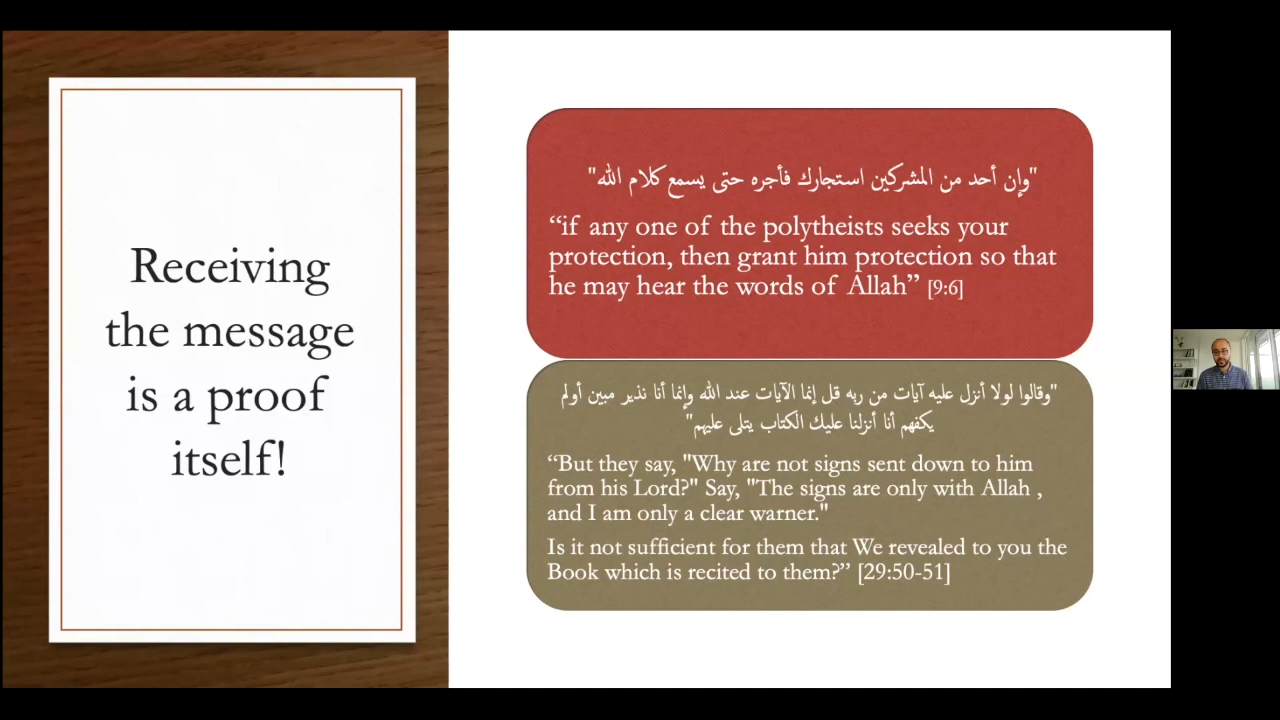 Receiving
the message
is a proof
itself!
"وإن أحد من المشركين استجارك فأجره حتى يسمع كلام الله"
“if any one of the polytheists seeks your
protection, then grant him protection so that
he may hear the words of Allah” [9:6]
"وقالوا لولا أنزل عليه آيات من ربه قل إنما الآيات عند الله وإنما أنا نذير مبين أولم
يكفهم أنا أنزلنا عليك الكتاب يتلى عليهم"
“But they say, "Why are not signs sent down to him
from his Lord?" Say, "The signs are only with Allah ,
and I am only a clear warner."
Is it not sufficient for them that We revealed to you the
Book which is recited to them?” [29:50-51]